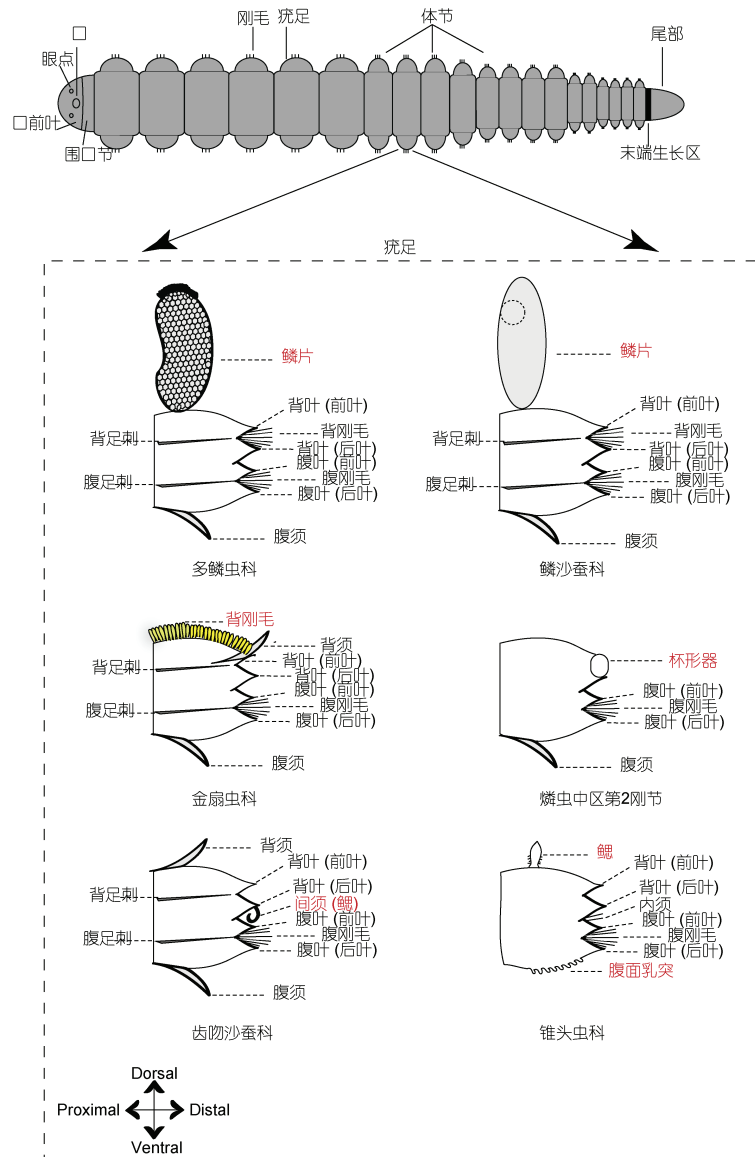 口
刚毛
疣足
体节
尾部
眼点
口前叶
围口节
末端生长区
疣足
鳞片
背叶 (前叶)
背刚毛
背足刺
背叶 (后叶)
腹叶 (前叶)
腹足刺
腹刚毛
腹叶 (后叶)
腹须
多鳞虫科
鳞片
背叶 (前叶)
背刚毛
背足刺
背叶 (后叶)
腹叶 (前叶)
腹足刺
腹刚毛
腹叶 (后叶)
腹须
鳞沙蚕科
背刚毛
背须
背叶 (前叶)
背足刺
背叶 (后叶)
腹叶 (前叶)
腹足刺
腹刚毛
腹叶 (后叶)
腹须
金扇虫科
杯形器
腹叶 (前叶)
腹刚毛
腹叶 (后叶)
腹须
燐虫中区第2刚节
背须
背叶 (前叶)
背足刺
背叶 (后叶)
间须 (鳃)
腹叶 (前叶)
腹足刺
腹刚毛
腹叶 (后叶)
腹须
齿吻沙蚕科
鳃
背叶 (前叶)
背叶 (后叶)
内须
腹叶 (前叶)
腹刚毛
腹叶 (后叶)
腹面乳突
锥头虫科
Dorsal
Proximal
Distal
Ventral